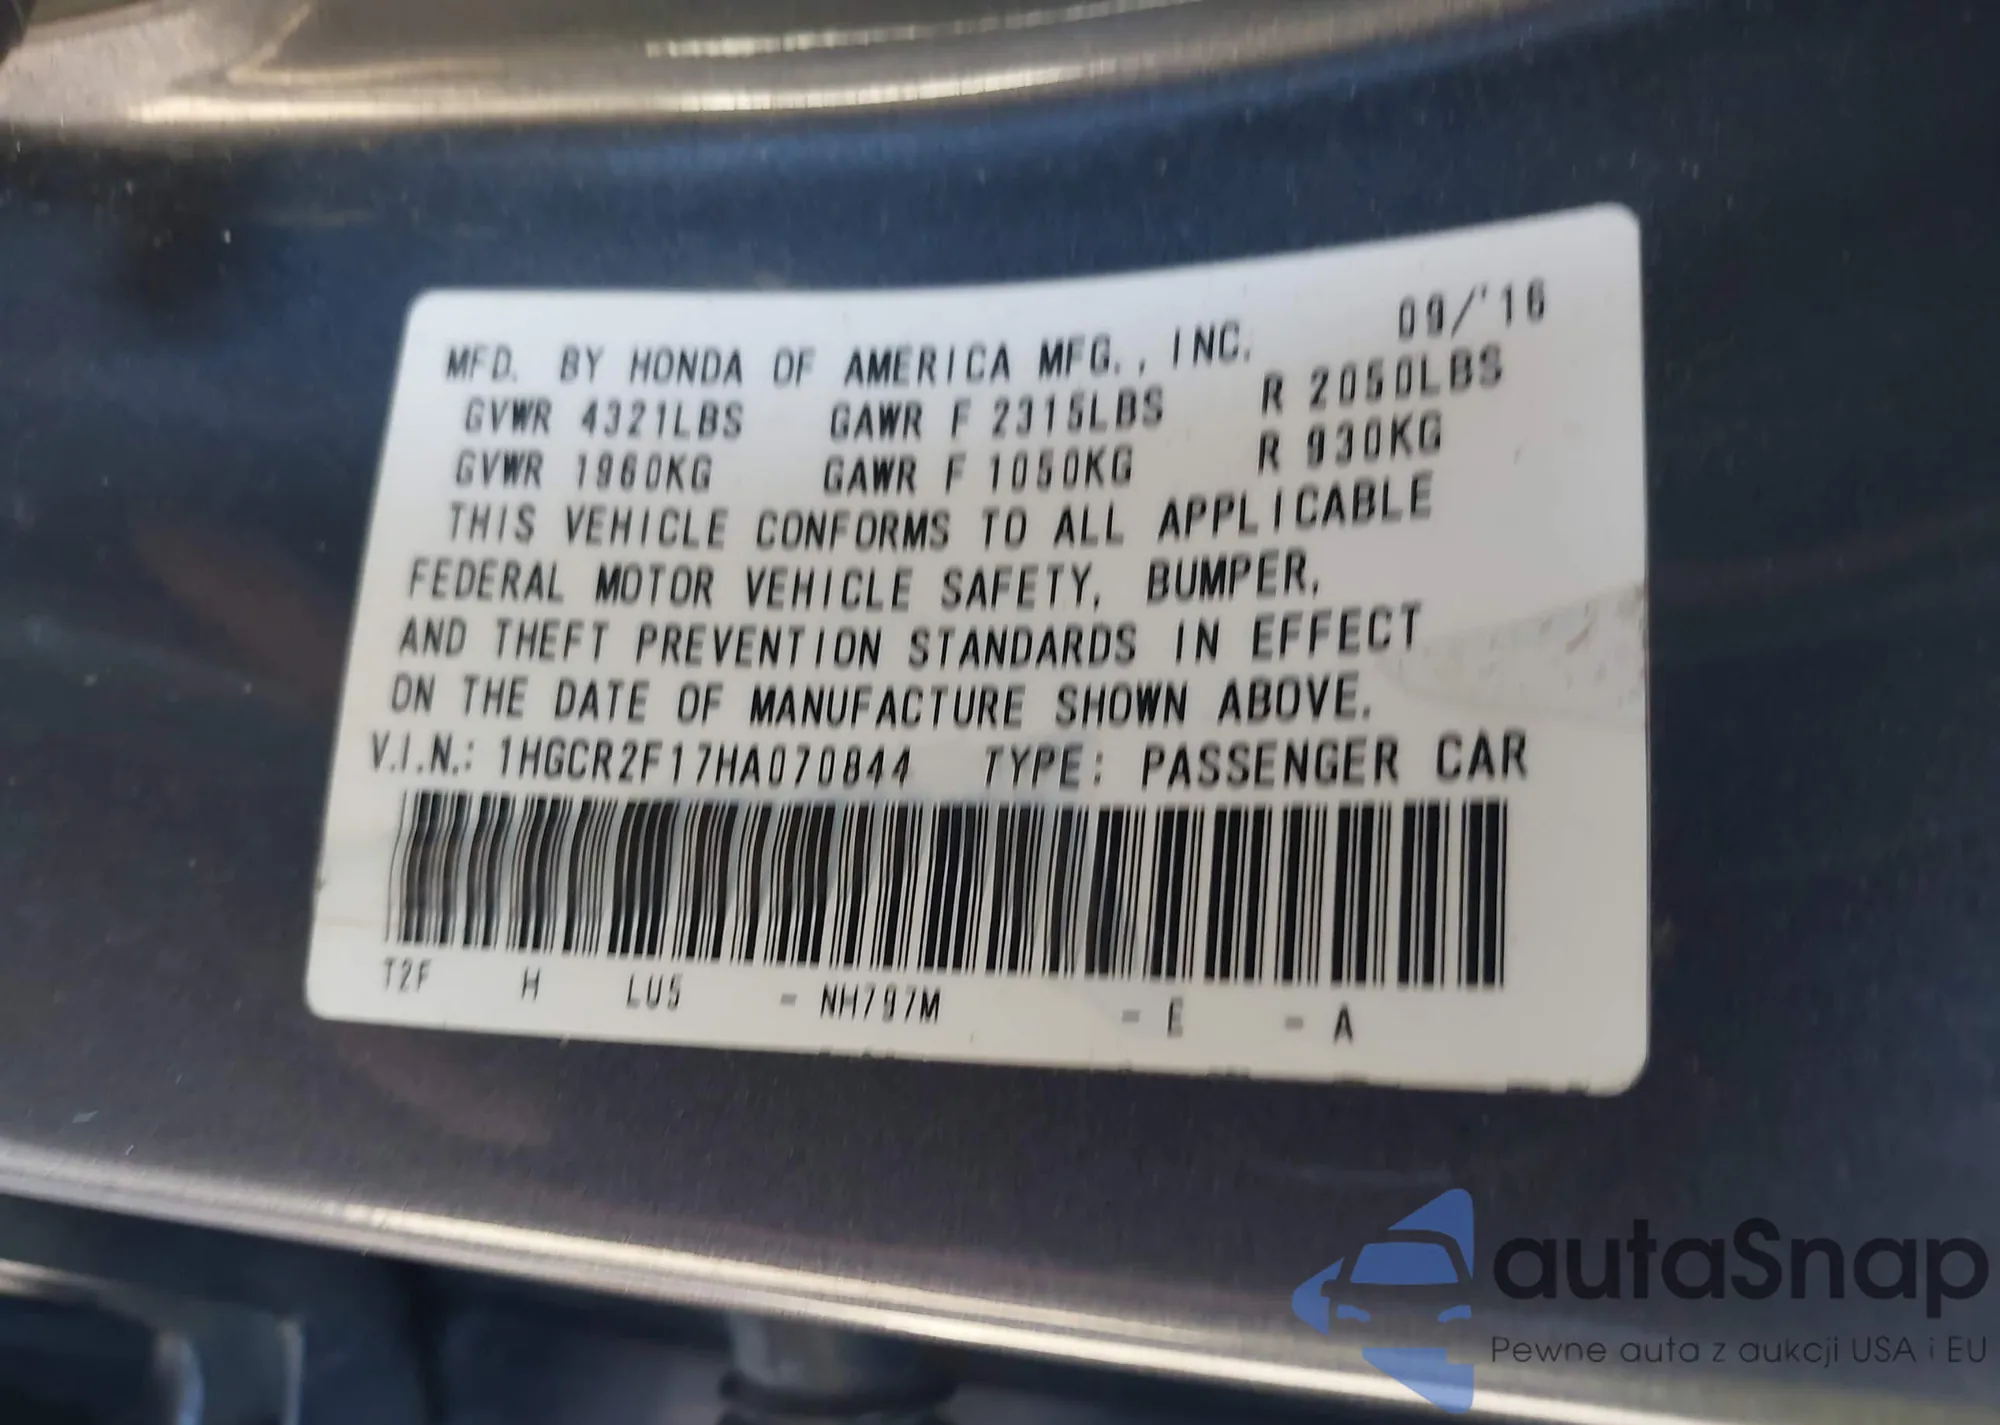 09/'16
MFD. BY HONDA OF AMERICA MFG., INC.
GVWR 4321LBS GAWR F 2315LBS R 2050LBS
GVWR 1960KG GAWR F 1050KG R 930KG
THIS VEHICLE CONFORMS TO ALL APPLICABLE
FEDERAL MOTOR VEHICLE SAFETY, BUMPER,
AND THEFT PREVENTION STANDARDS IN EFFECT
ON THE DATE OF MANUFACTURE SHOWN ABOVE.
V.I.N.: 1HGCR2F17HA070844 TYPE: PASSENGER CAR
T2F H LU5 - NH797M - E - A
autaSnap
Pewne auta z aukcji USA i EU